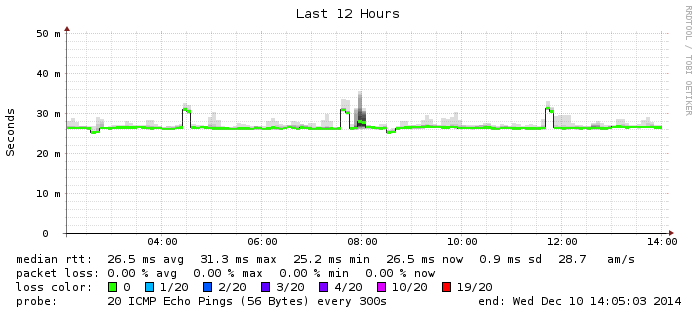 Last 12 Hours
RRDTOOL / TOBI OETIKER
Seconds
50 m
40 m
30 m
20 m
10 m
0
04:00 06:00 08:00 10:00 12:00 14:00
median rtt: 26.5 ms avg 31.3 ms max 25.2 ms min 26.5 ms now 0.9 ms sd 28.7 am/s
packet loss: 0.00 % avg 0.00 % max 0.00 % min 0.00 % now
loss color: 0 1/20 2/20 3/20 4/20 10/20 19/20
probe: 20 ICMP Echo Pings (56 Bytes) every 300s end: Wed Dec 10 14:05:03 2014